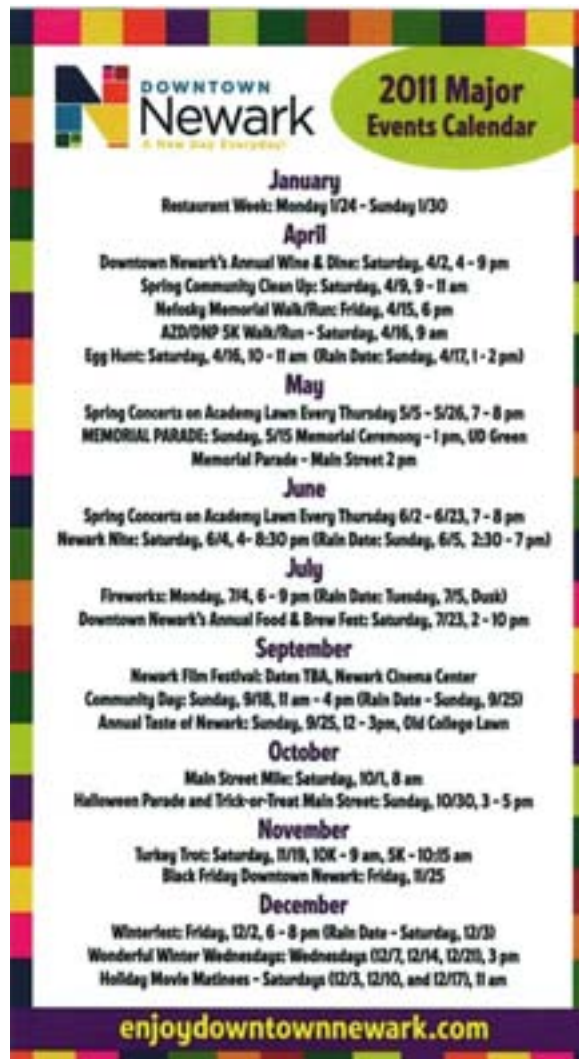 DOWNTOWN
Newark
A New Day Everyday!
2011 Major
Events Calendar
January
Restaurant Week: Monday 1/24 - Sunday 1/30
April
Downtown Newark's Annual Wine & Dine: Saturday, 4/2, 4 - 9 pm
Spring Community Clean Up: Saturday, 4/9, 9 - 11 am
Nefosky Memorial Walk/Run: Friday, 4/15, 6 pm
AZD/DNP 5K Walk/Run - Saturday, 4/16, 9 am
Egg Hunt: Saturday, 4/16, 10 - 11 am (Rain Date: Sunday, 4/17, 1 - 2 pm)
May
Spring Concerts on Academy Lawn Every Thursday 5/5 - 5/26, 7 - 8 pm
MEMORIAL PARADE: Sunday, 5/15 Memorial Ceremony - 1 pm, UD Green
Memorial Parade - Main Street 2 pm
June
Spring Concerts on Academy Lawn Every Thursday 6/2 - 6/23, 7 - 8 pm
Newark Nite: Saturday, 6/4, 4- 8:30 pm (Rain Date: Sunday, 6/5, 2:30 - 7 pm)
July
Fireworks: Monday, 7/4, 6 - 9 pm (Rain Date: Tuesday, 7/5, Dusk)
Downtown Newark's Annual Food & Brew Fest: Saturday, 7/23, 2 - 10 pm
September
Newark Film Festival: Dates TBA, Newark Cinema Center
Community Day: Sunday, 9/18, 11 am - 4 pm (Rain Date - Sunday, 9/25)
Annual Taste of Newark: Sunday, 9/25, 12 - 3pm, Old College Lawn
October
Main Street Mile: Saturday, 10/1, 8 am
Halloween Parade and Trick-or-Treat Main Street: Sunday, 10/30, 3 - 5 pm
November
Turkey Trot: Saturday, 11/19, 10K - 9 am, 5K - 10:15 am
Black Friday Downtown Newark: Friday, 11/25
December
Winterfest: Friday, 12/2, 6 - 8 pm (Rain Date - Saturday, 12/3)
Wonderful Winter Wednesdays: Wednesdays (12/7, 12/14, 12/21), 3 pm
Holiday Movie Matinees - Saturdays (12/3, 12/10, and 12/17), 11 am
enjoydowntownnewark.com